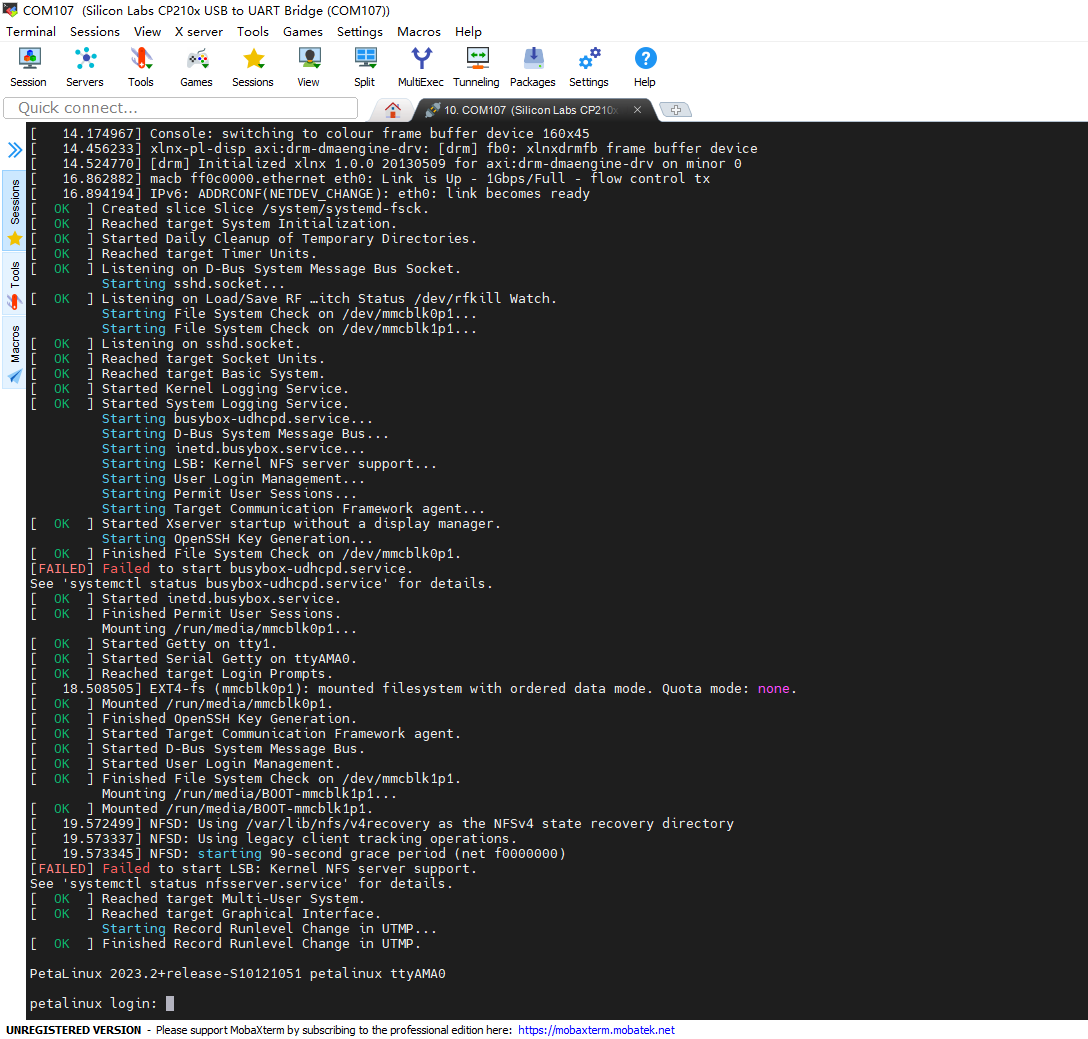 COM107 (Silicon Labs CP210x USB to UART Bridge (COM107))
Terminal Sessions View X server Tools Games Settings Macros Help
Session Servers Tools Games Sessions View Split MultiExec Tunneling Packages Settings Help
Quick connect...
10. COM107 (Silicon Labs CP210x
Sessions
Tools
Macros
[   14.174967] Console: switching to colour frame buffer device 160x45
[   14.456233] xlnx-pl-disp axi:drm-dmaengine-drv: [drm] fb0: xlnxdrmfb frame buffer device
[   14.524770] [drm] Initialized xlnx 1.0.0 20130509 for axi:drm-dmaengine-drv on minor 0
[   16.862882] macb ff0c0000.ethernet eth0: Link is Up - 1Gbps/Full - flow control tx
[   16.894194] IPv6: ADDRCONF(NETDEV_CHANGE): eth0: link becomes ready
[  OK  ] Created slice Slice /system/systemd-fsck.
[  OK  ] Reached target System Initialization.
[  OK  ] Started Daily Cleanup of Temporary Directories.
[  OK  ] Reached target Timer Units.
[  OK  ] Listening on D-Bus System Message Bus Socket.
Starting sshd.socket...
[  OK  ] Listening on Load/Save RF …itch Status /dev/rfkill Watch.
Starting File System Check on /dev/mmcblk0p1...
Starting File System Check on /dev/mmcblk1p1...
[  OK  ] Listening on sshd.socket.
[  OK  ] Reached target Socket Units.
[  OK  ] Reached target Basic System.
[  OK  ] Started Kernel Logging Service.
[  OK  ] Started System Logging Service.
Starting busybox-udhcpd.service...
Starting D-Bus System Message Bus...
Starting inetd.busybox.service...
Starting LSB: Kernel NFS server support...
Starting User Login Management...
Starting Permit User Sessions...
Starting Target Communication Framework agent...
[  OK  ] Started Xserver startup without a display manager.
Starting OpenSSH Key Generation...
[  OK  ] Finished File System Check on /dev/mmcblk0p1.
[FAILED] Failed to start busybox-udhcpd.service.
See 'systemctl status busybox-udhcpd.service' for details.
[  OK  ] Started inetd.busybox.service.
[  OK  ] Finished Permit User Sessions.
Mounting /run/media/mmcblk0p1...
[  OK  ] Started Getty on tty1.
[  OK  ] Started Serial Getty on ttyAMA0.
[  OK  ] Reached target Login Prompts.
[   18.508505] EXT4-fs (mmcblk0p1): mounted filesystem with ordered data mode. Quota mode: none.
[  OK  ] Mounted /run/media/mmcblk0p1.
[  OK  ] Finished OpenSSH Key Generation.
[  OK  ] Started Target Communication Framework agent.
[  OK  ] Started D-Bus System Message Bus.
[  OK  ] Started User Login Management.
[  OK  ] Finished File System Check on /dev/mmcblk1p1.
Mounting /run/media/BOOT-mmcblk1p1...
[  OK  ] Mounted /run/media/BOOT-mmcblk1p1.
[   19.572499] NFSD: Using /var/lib/nfs/v4recovery as the NFSv4 state recovery directory
[   19.573337] NFSD: Using legacy client tracking operations.
[   19.573345] NFSD: starting 90-second grace period (net f0000000)
[FAILED] Failed to start LSB: Kernel NFS server support.
See 'systemctl status nfsserver.service' for details.
[  OK  ] Reached target Multi-User System.
[  OK  ] Reached target Graphical Interface.
Starting Record Runlevel Change in UTMP...
[  OK  ] Finished Record Runlevel Change in UTMP.
PetaLinux 2023.2+release-S10121051 petalinux ttyAMA0
petalinux login:
UNREGISTERED VERSION - Please support MobaXterm by subscribing to the professional edition here: https://mobaxterm.mobatek.net